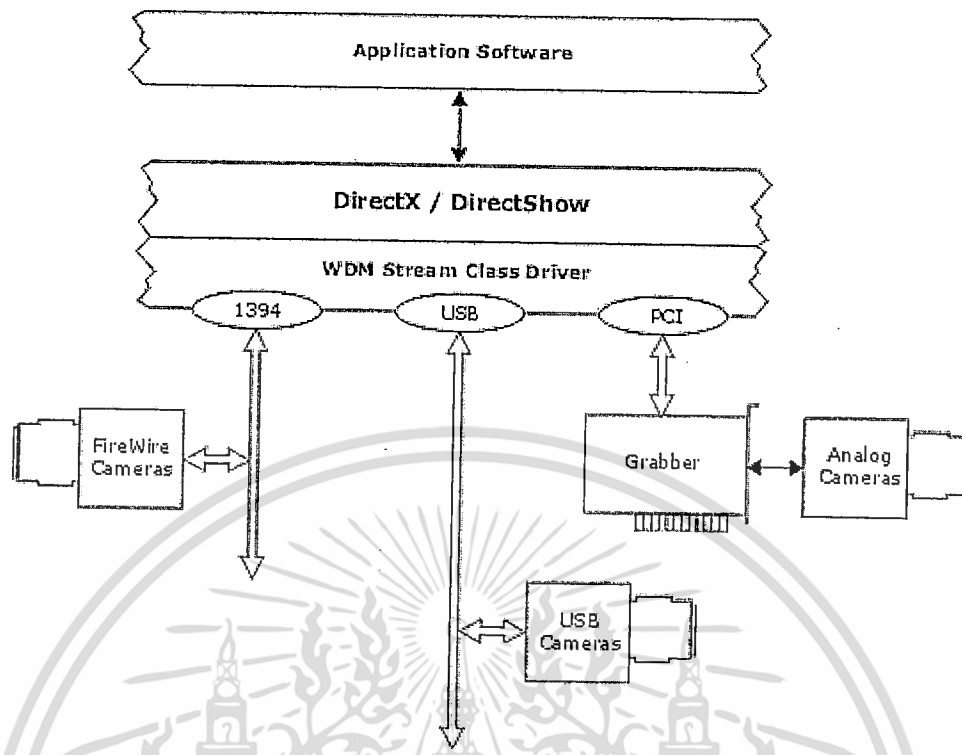 Application Software
DirectX / DirectShow
WDM Stream Class Driver
1394
USB
PCI
FireWire
Cameras
Grabber
Analog
Cameras
USB
Cameras